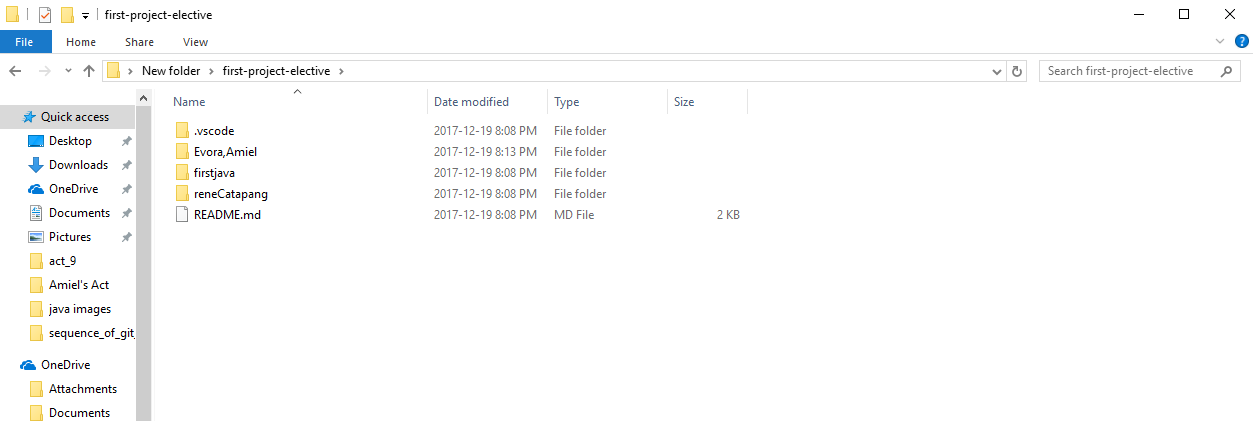 first-project-elective
File Home Share View
New folder first-project-elective
Search first-project-elective
Name Date modified Type Size
Quick access
Desktop
Downloads
OneDrive
Documents
Pictures
act_9
Amiel's Act
java images
sequence_of_git_
OneDrive
Attachments
Documents
.vscode 2017-12-19 8:08 PM File folder
Evora,Amiel 2017-12-19 8:13 PM File folder
firstjava 2017-12-19 8:08 PM File folder
reneCatapang 2017-12-19 8:08 PM File folder
README.md 2017-12-19 8:08 PM MD File 2 KB